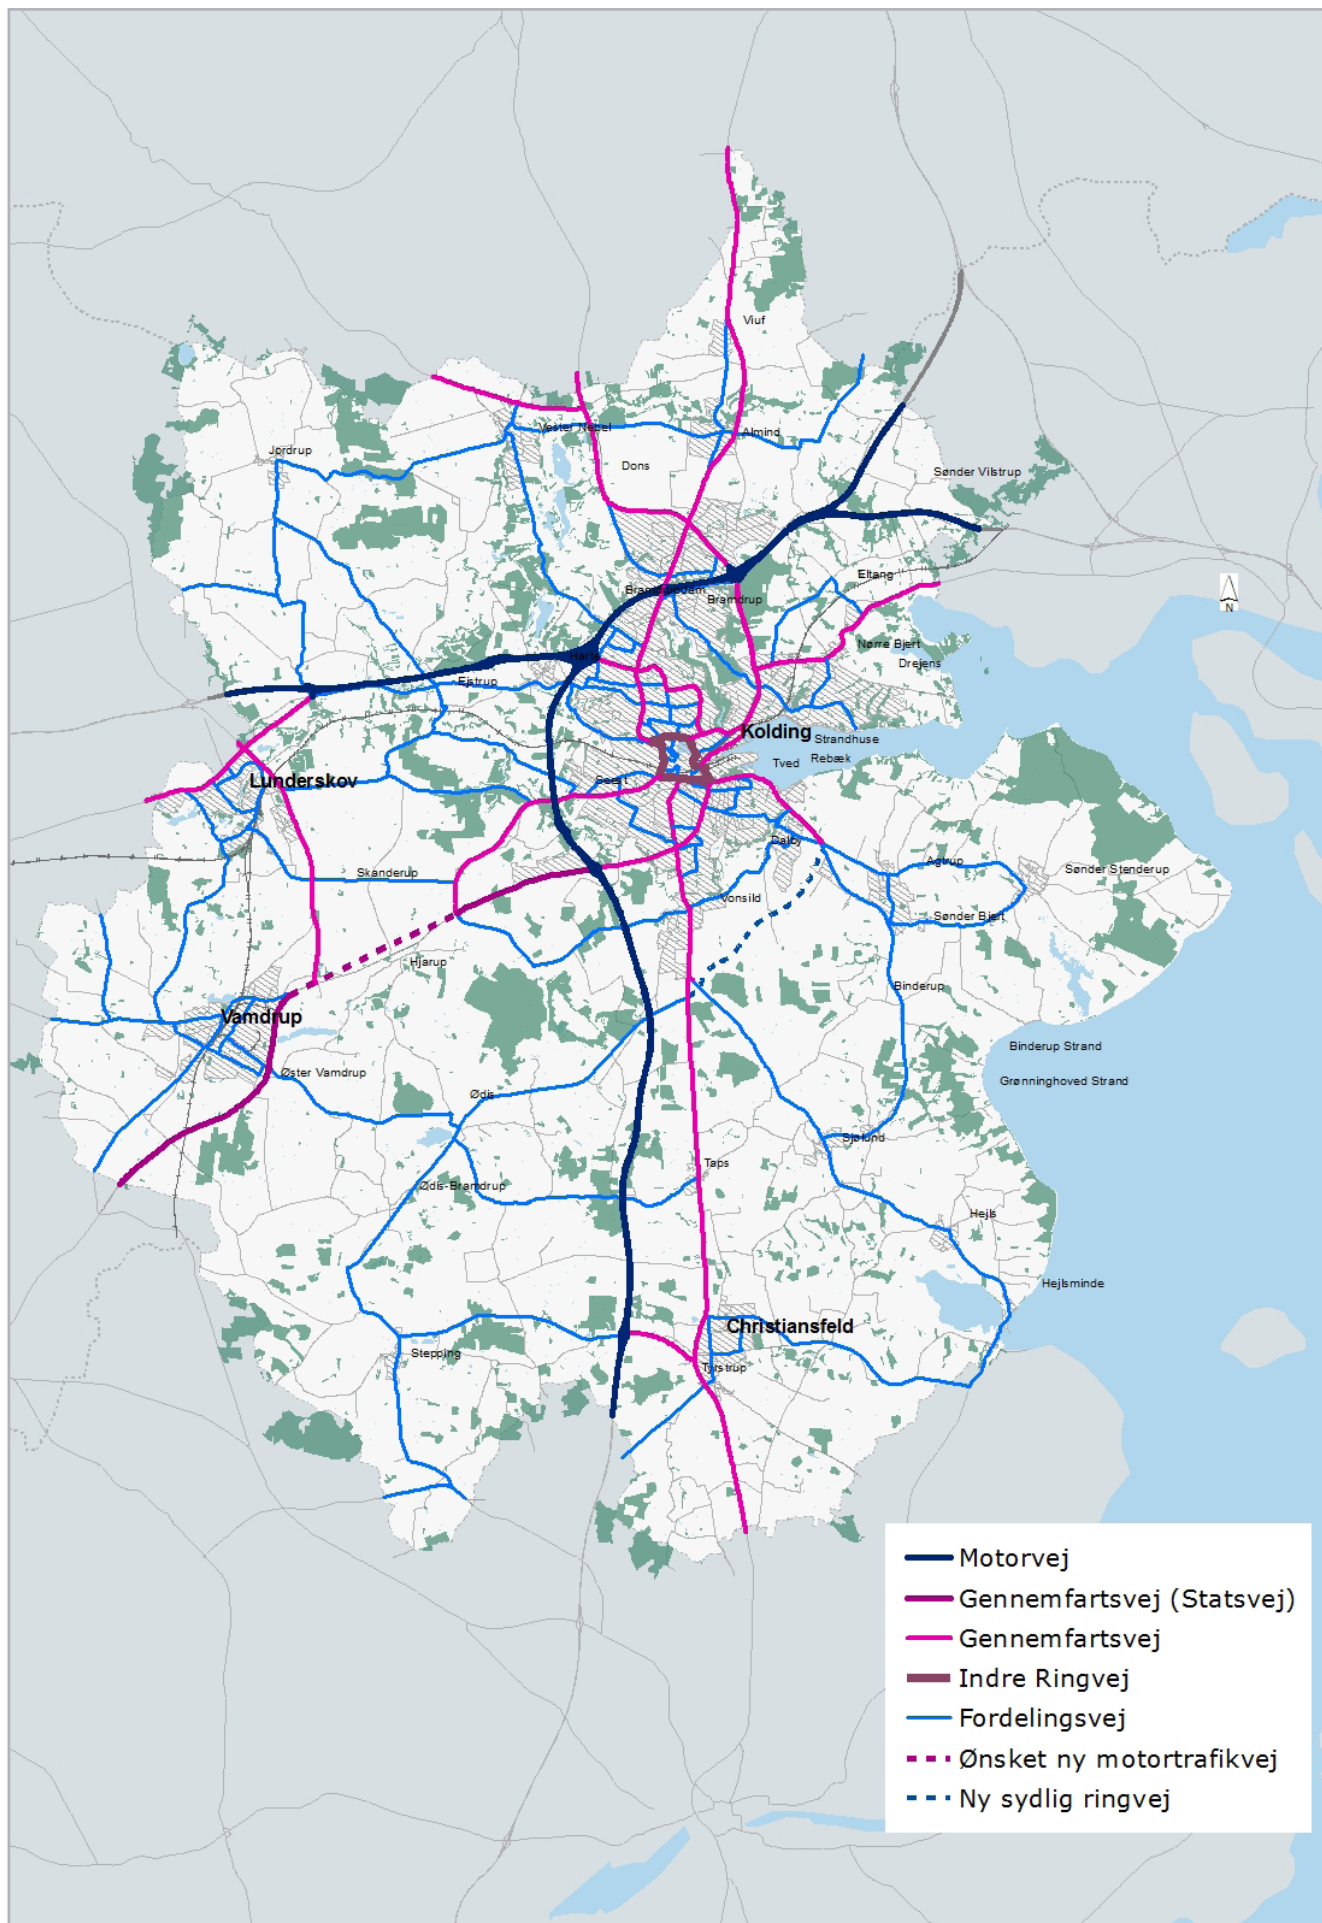 Viuf
Vester Nebel
Almind
Jordrup
Dons
Sønder Vilstrup
Eltang
Bramdrup
N
Nørre Bjert
Harte
Drejens
Ejstrup
Kolding
Strandhuse
Tved
Rebæk
Lunderskov
Seest
Dalby
Agtrup
Sønder Stenderup
Skanderup
Vonsild
Sønder Bjert
Hjarup
Binderup
Vamdrup
Binderup Strand
Øster Vamdrup
Grønninghoved Strand
Ødis
Sjølund
Taps
Ødis-Bramdrup
Hejls
Hejlsminde
Christiansfeld
Stepping
Tyrstrup
Motorvej
Gennemfartsvej (Statsvej)
Gennemfartsvej
Indre Ringvej
Fordelingsvej
Ønsket ny motortrafikvej
Ny sydlig ringvej